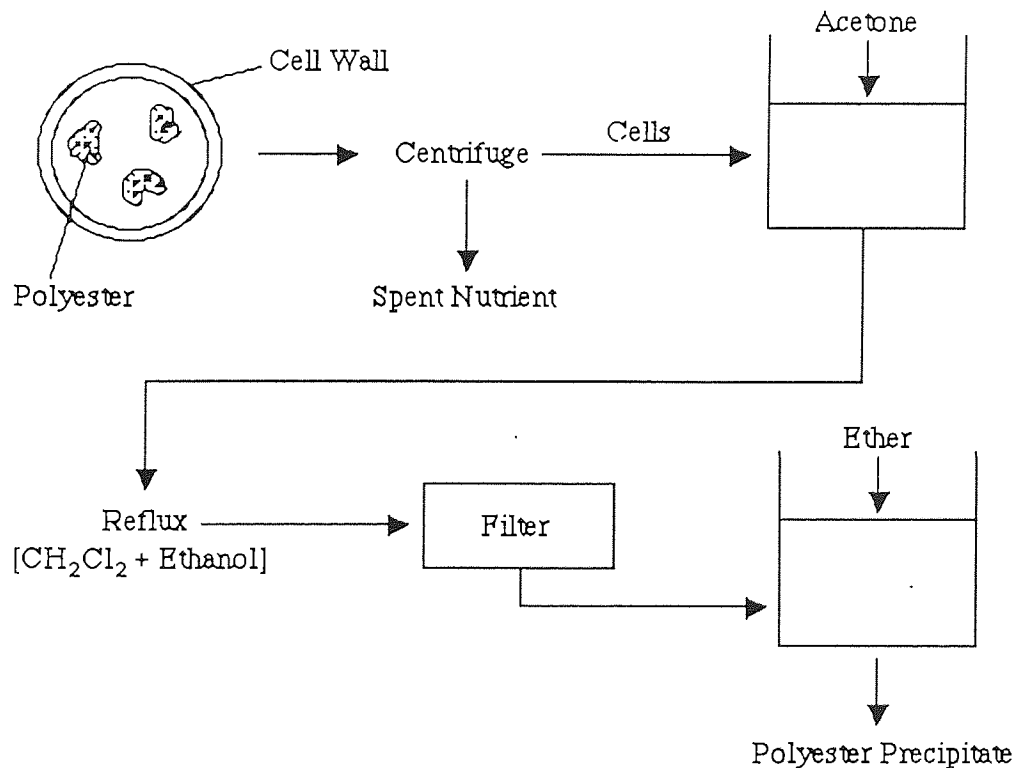 Acetone
Cell Wall
Cells
Centrifuge
Polyester
Spent Nutrient
Ether
Reflux
[CH₂Cl₂ + Ethanol]
Filter
Polyester Precipitate